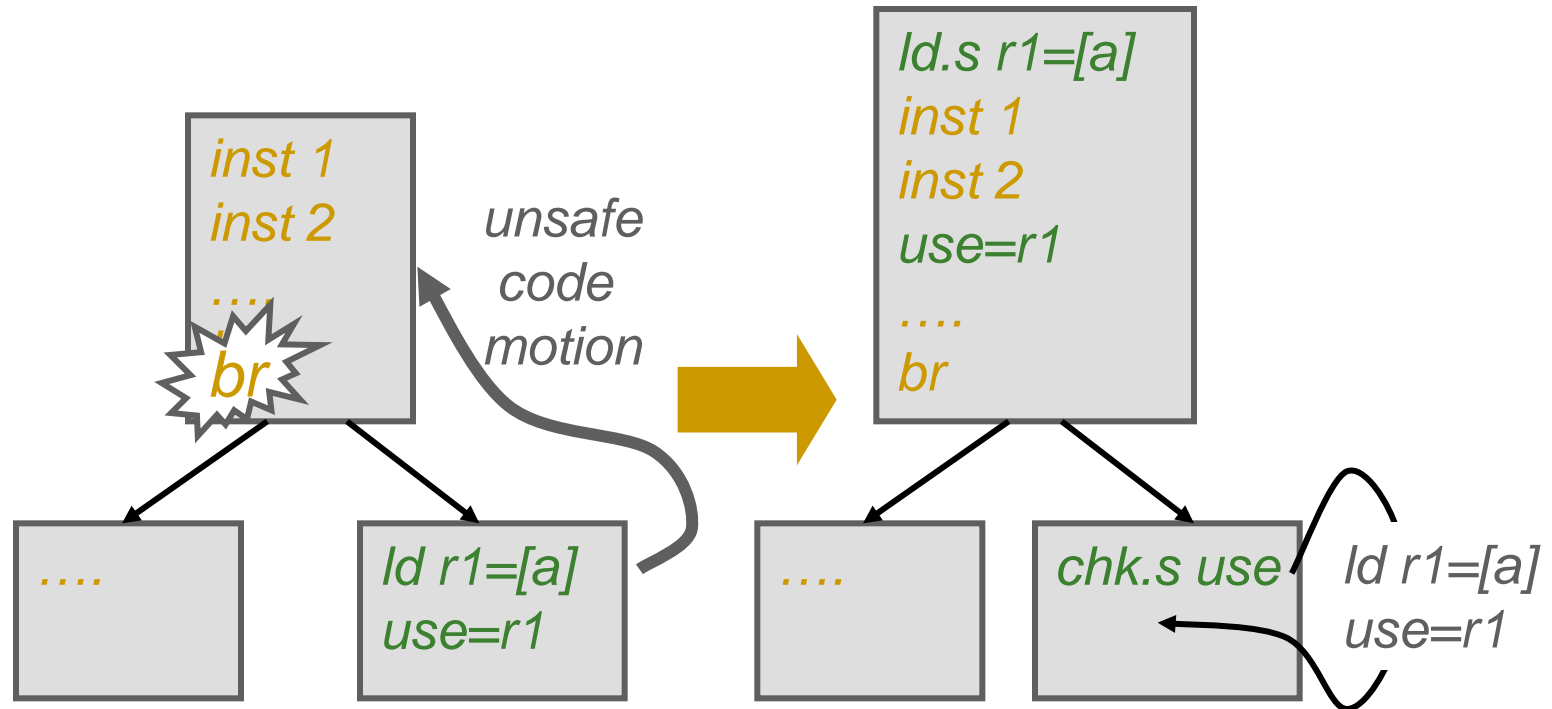 inst 1
inst 2
....
br
unsafe
code
motion
....
ld r1=[a]
use=r1
ld.s r1=[a]
inst 1
inst 2
use=r1
....
br
....
chk.s use
ld r1=[a]
use=r1